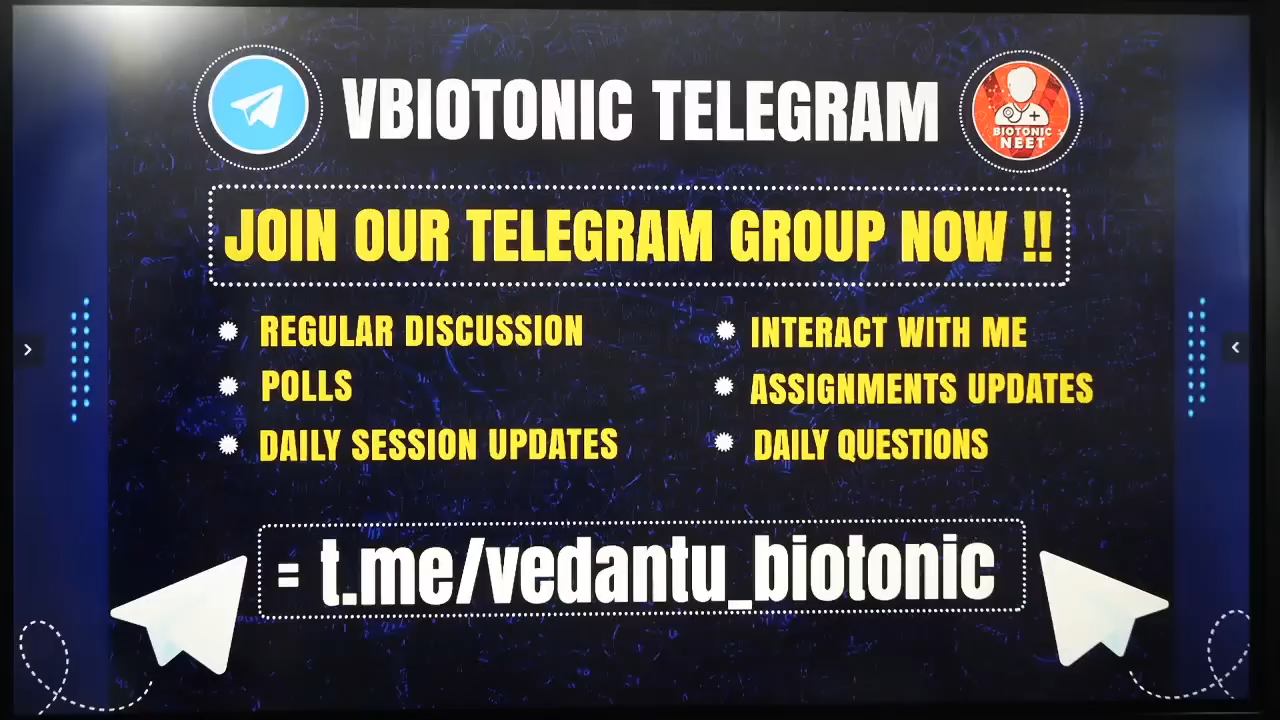 VBIOTONIC TELEGRAM
BIOTONIC
NEET
JOIN OUR TELEGRAM GROUP NOW !!
REGULAR DISCUSSION
POLLS
DAILY SESSION UPDATES
INTERACT WITH ME
ASSIGNMENTS UPDATES
DAILY QUESTIONS
= t.me/vedantu_biotonic